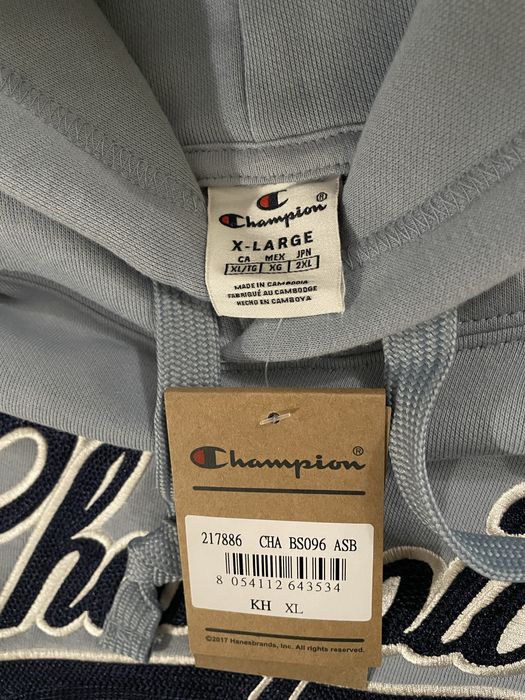 Champion®
X-LARGE
CA MEX JPN
XL/TG XG 2XL
MADE IN CAMBODIA
FABRIQUÉ AU CAMBODGE
HECHO EN CAMBOYA
Champion®
217886 CHA BS096 ASB
8 054112 643534
KH XL
©2017 Hanesbrands, Inc. All rights reserved.
Cha